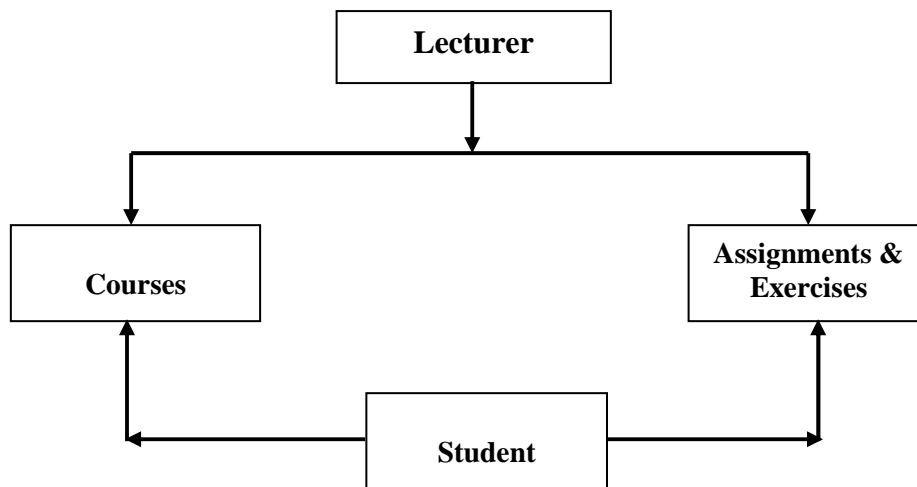 Lecturer
Courses
Assignments &
Exercises
Student